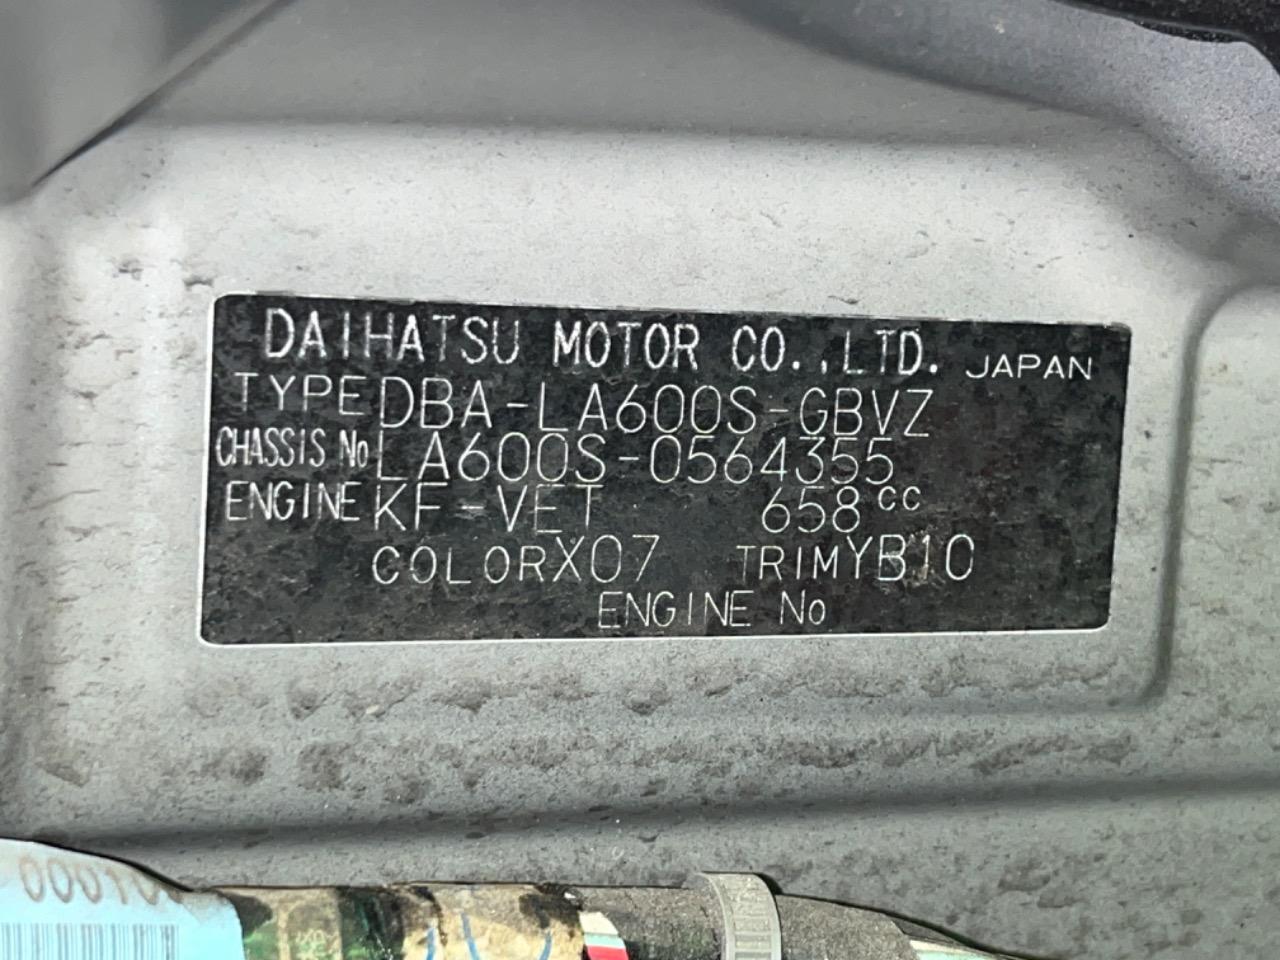 DAIHATSU MOTOR CO.,LTD. JAPAN
TYPE DBA-LA600S-GBVZ
CHASSIS No LA600S-0564355
ENGINE KF-VET 658cc
COLOR X07 TRIM YB10
ENGINE No